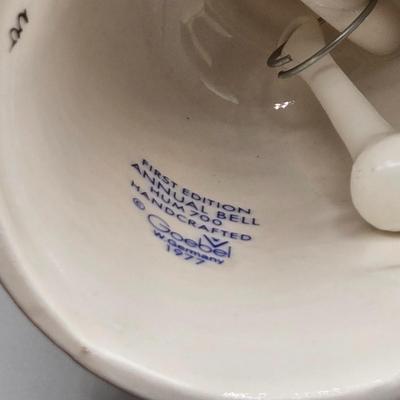 FIRST EDITION
ANNUAL BELL
HUM 700
HANDCRAFTED
© Goebel
W. Germany
1977